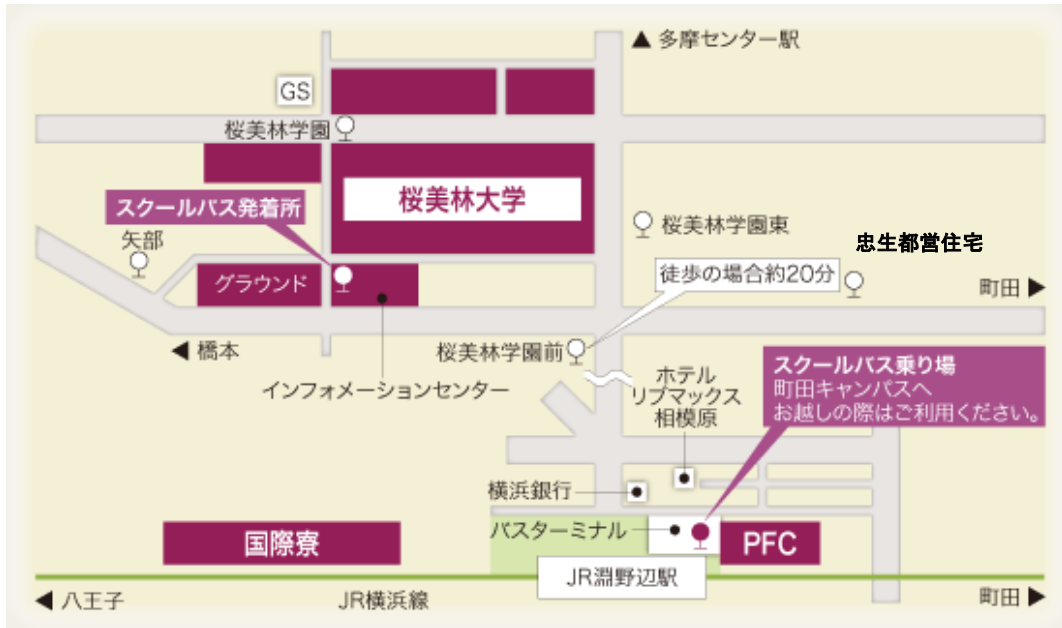 ▲ 多摩センター駅
GS
桜美林学園
桜美林大学
スクールバス発着所
桜美林学園東
矢部
忠生都営住宅
グラウンド
徒歩の場合約20分
町田 ▶
◀ 橋本
桜美林学園前
インフォメーションセンター
ホテル
リブマックス
相模原
スクールバス乗り場
町田キャンパスへ
お越しの際はご利用ください。
横浜銀行
バスターミナル
国際寮
PFC
JR淵野辺駅
◀ 八王子
JR横浜線
町田 ▶